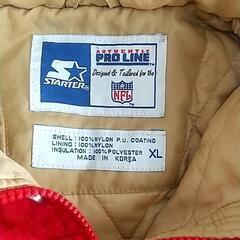 AUTHENTIC
PRO LINE
Designed & Tailored for the
STARTER
NFL
SHELL : 100% NYLON P.U. COATING
LINING : 100% NYLON
INSULATION : 100% POLYESTER
MADE IN KOREA
XL